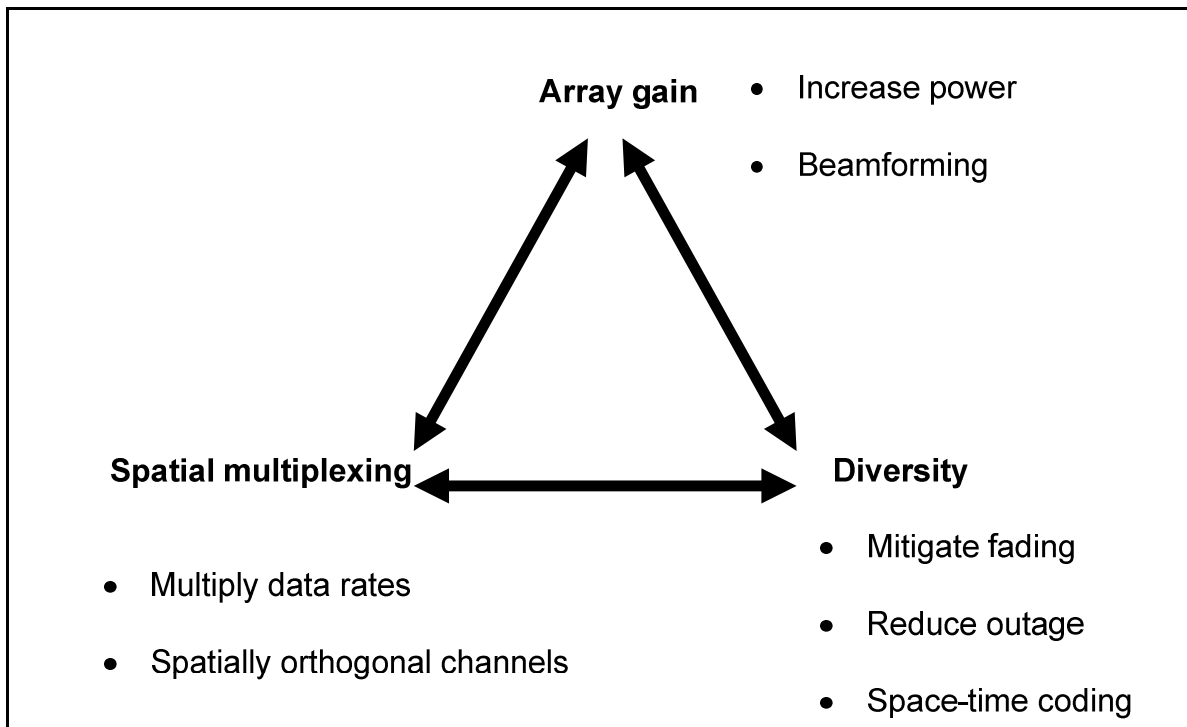 Array gain
• Increase power
• Beamforming
Spatial multiplexing
• Multiply data rates
• Spatially orthogonal channels
Diversity
• Mitigate fading
• Reduce outage
• Space-time coding